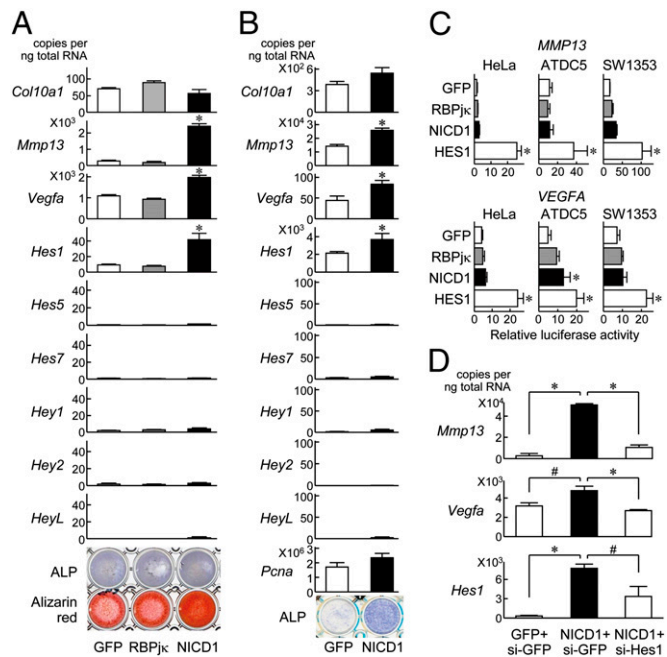 A
copies per
ng total RNA
Col10a1
100
50
0
X10³
Mmp13
2
1
0
X10³
Vegfa
2
1
0
Hes1
60
40
20
0
Hes5
40
20
0
Hes7
40
20
0
Hey1
40
20
0
Hey2
40
20
0
HeyL
40
20
0
ALP
Alizarin
red
GFP RBPjκ NICD1
B
copies per
ng total RNA
X10²
Col10a1
6
4
2
0
X10⁴
Mmp13
4
2
0
*
Vegfa
100
50
0
*
X10³
Hes1
4
2
0
*
Hes5
100
50
0
Hes7
100
50
0
Hey1
100
50
0
Hey2
100
50
0
HeyL
100
50
0
X10⁶
Pcna
4
2
0
ALP
GFP NICD1
C
MMP13
HeLa ATDC5 SW1353
GFP
RBPjκ
NICD1
HES1 * * *
0 10 20 0 20 40 0 50 100
VEGFA
HeLa ATDC5 SW1353
GFP
RBPjκ
NICD1 *
HES1 * * *
0 10 20 0 10 20 0 10 20
Relative luciferase activity
D
copies per
ng total RNA
* *
X10⁴
Mmp13
4
2
0
# *
X10³
Vegfa
4
2
0
* #
X10³
Hes1
8
4
0
GFP+ NICD1+ NICD1+
si-GFP si-GFP si-Hes1